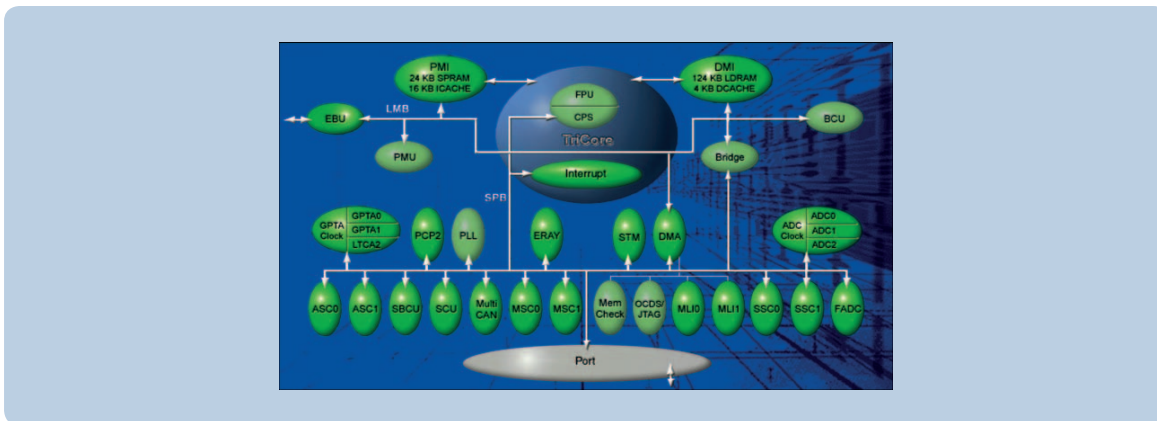 PMI
24 KB SPRAM
16 KB ICACHE
DMI
124 KB LDRAM
4 KB DCACHE
FPU
CPS
TriCore
LMB
EBU
BCU
PMU
Bridge
Interrupt
SPB
GPTA
Clock
GPTA0
GPTA1
LTCA2
PCP2
PLL
ERAY
STM
DMA
ADC
Clock
ADC0
ADC1
ADC2
ASC0
ASC1
SBCU
SCU
Multi
CAN
MSC0
MSC1
Mem
Check
OCDS/
JTAG
MLI0
MLI1
SSC0
SSC1
FADC
Port